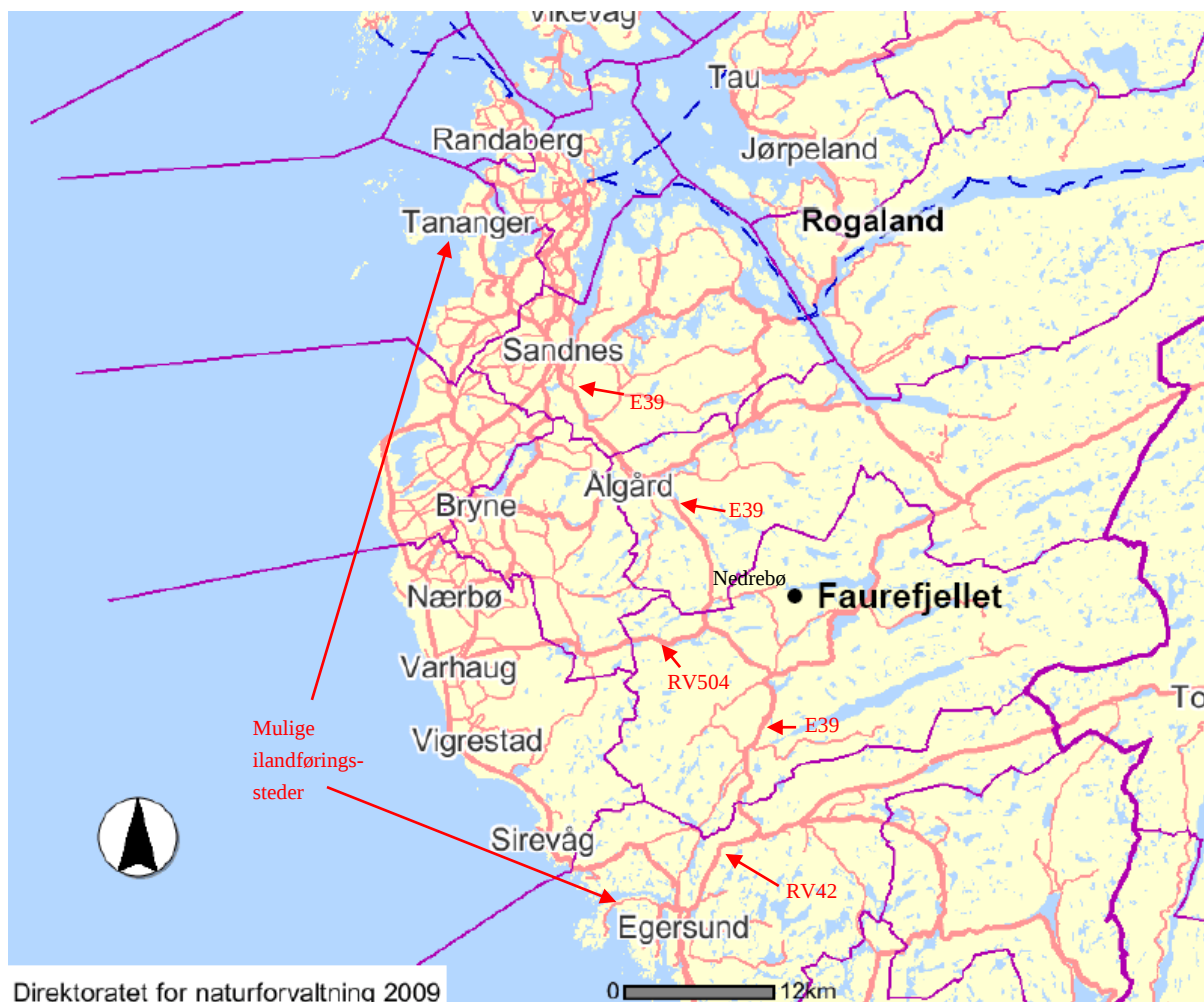 Vikevåg
Tau
Randaberg
Jørpeland
Tananger
Rogaland
Sandnes
E39
Ålgård
Bryne
E39
Nedrebø
Faurefjellet
Nærbø
Varhaug
RV504
To
Mulige
ilandførings-
steder
E39
Vigrestad
Sirevåg
RV42
Egersund
Direktoratet for naturforvaltning 2009
0 12km